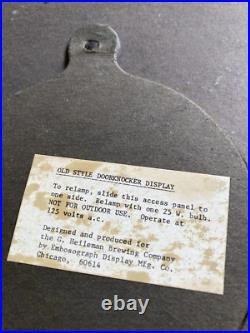 OLD STYLE DOORKNOCKER DISPLAY
To relamp, slide this access panel to
one side. Relamp with one 25 w. bulb.
NOT FOR OUTDOOR USE. Operate at
125 volts a.c.
Designed and produced for
the G. Heileman Brewing Company
by Embosograph Display Mfg. Co.
Chicago, 60614